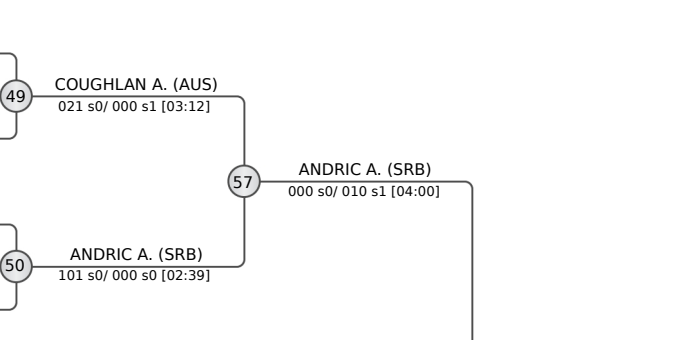 COUGHLAN A. (AUS)
49
021 s0/ 000 s1 [03:12]
ANDRIC A. (SRB)
57
000 s0/ 010 s1 [04:00]
ANDRIC A. (SRB)
50
101 s0/ 000 s0 [02:39]